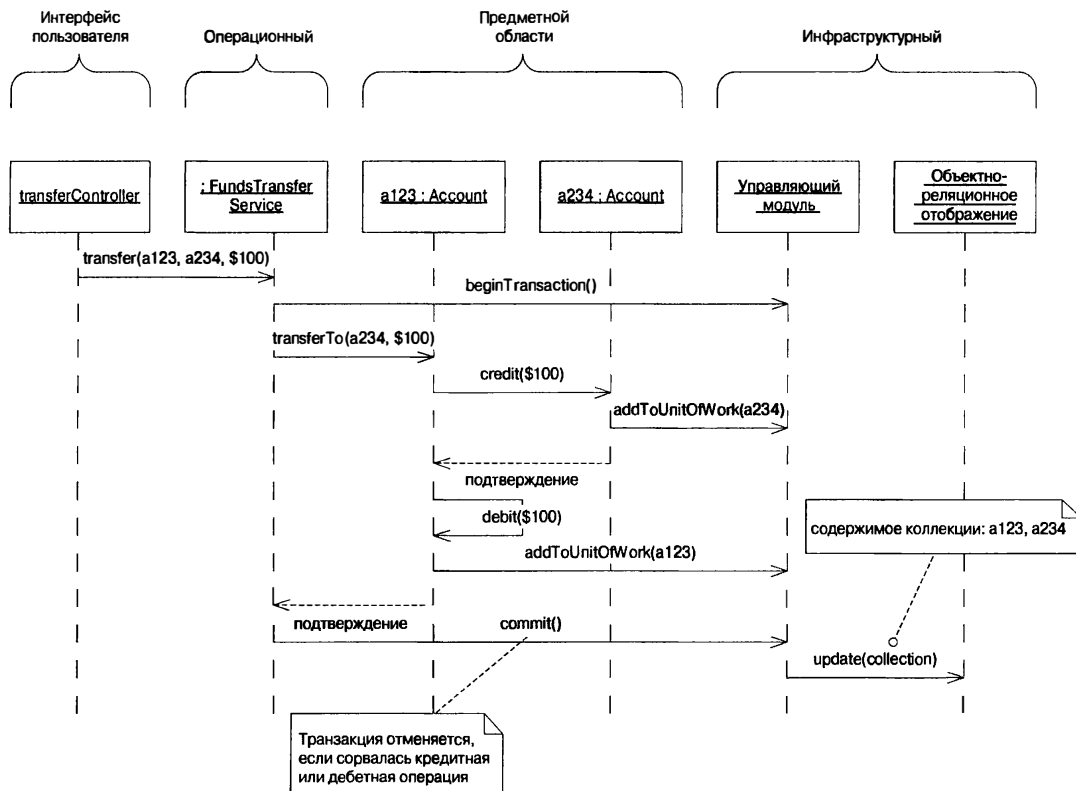 Интерфейс
пользователя
Операционный
Предметной
области
Инфраструктурный
transferController
: FundsTransfer
Service
a123 : Account
a234 : Account
Управляющий
модуль
Объектно-
реляционное
отображение
transfer(a123, a234, $100)
beginTransaction()
transferTo(a234, $100)
credit($100)
addToUnitOfWork(a234)
подтверждение
debit($100)
содержимое коллекции: a123, a234
addToUnitOfWork(a123)
подтверждение
commit()
update(collection)
Транзакция отменяется,
если сорвалась кредитная
или дебетная операция